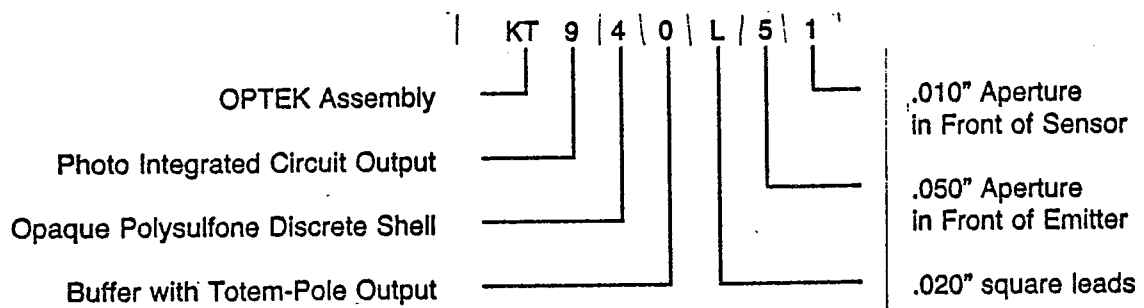 KT 9 4 0 L 5 1
OPTEK Assembly
Photo Integrated Circuit Output
Opaque Polysulfone Discrete Shell
Buffer with Totem-Pole Output
.010" Aperture
in Front of Sensor
.050" Aperture
in Front of Emitter
.020" square leads